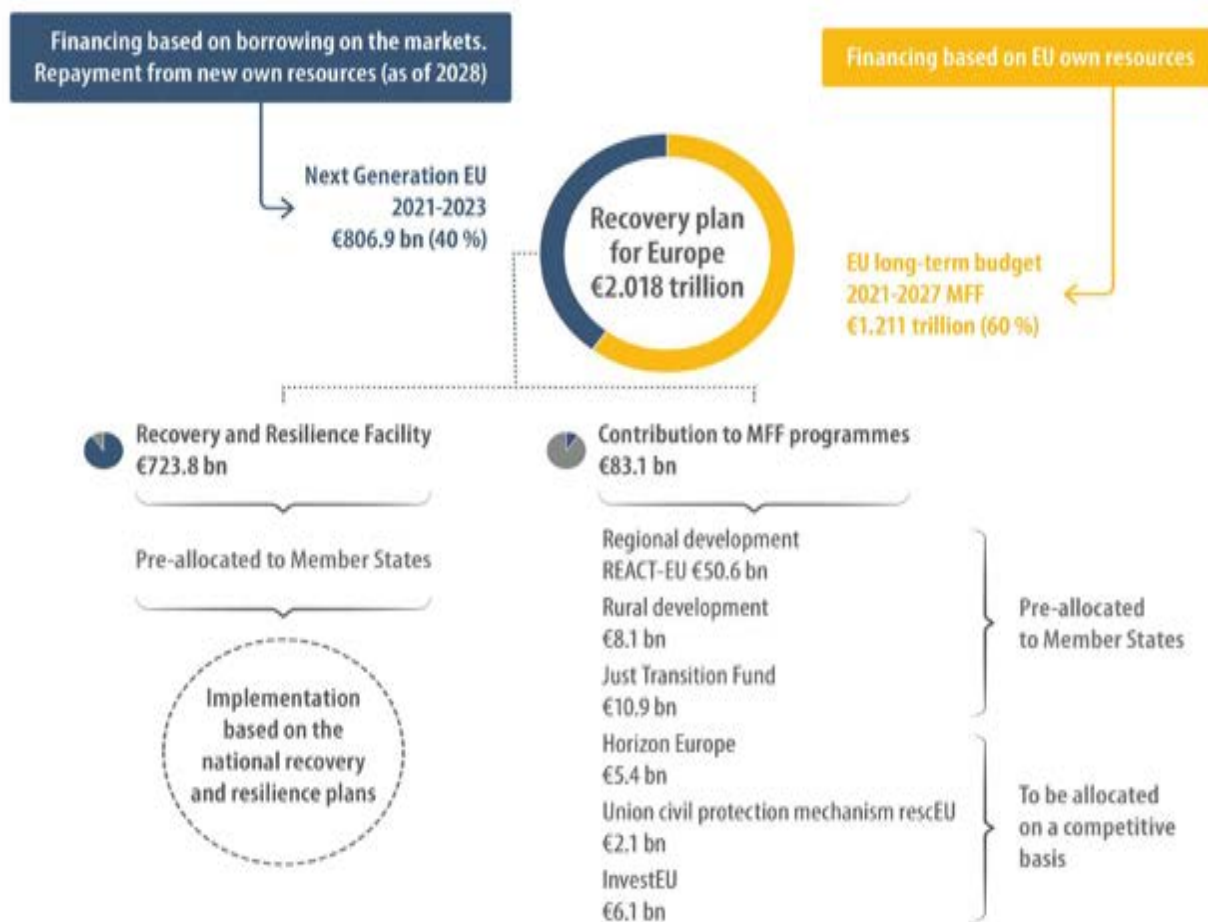 Financing based on borrowing on the markets.
Repayment from new own resources (as of 2028)
Financing based on EU own resources
Next Generation EU
2021-2023
€806.9 bn (40 %)
Recovery plan
for Europe
€2.018 trillion
EU long-term budget
2021-2027 MFF
€1.211 trillion (60 %)
Recovery and Resilience Facility
€723.8 bn
Pre-allocated to Member States
Implementation
based on the
national recovery
and resilience plans
Contribution to MFF programmes
€83.1 bn
Regional development
REACT-EU €50.6 bn
Rural development
€8.1 bn
Just Transition Fund
€10.9 bn
Pre-allocated
to Member States
Horizon Europe
€5.4 bn
Union civil protection mechanism rescEU
€2.1 bn
InvestEU
€6.1 bn
To be allocated
on a competitive
basis